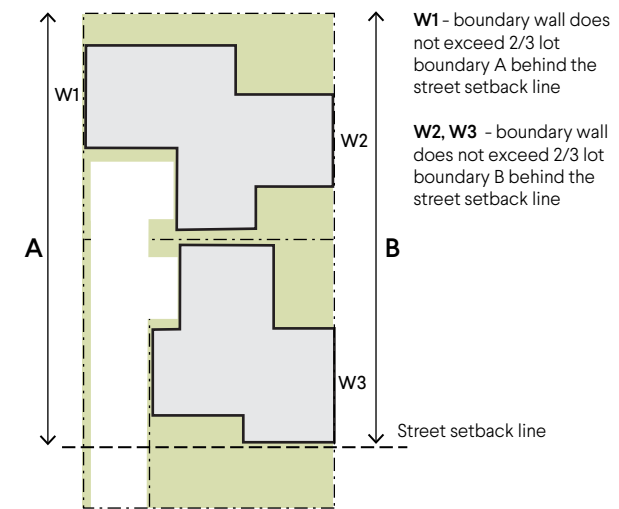 W1 - boundary wall does
not exceed 2/3 lot
boundary A behind the
street setback line
W1
W2, W3 - boundary wall
does not exceed 2/3 lot
boundary B behind the
street setback line
W2
A
B
W3
Street setback line